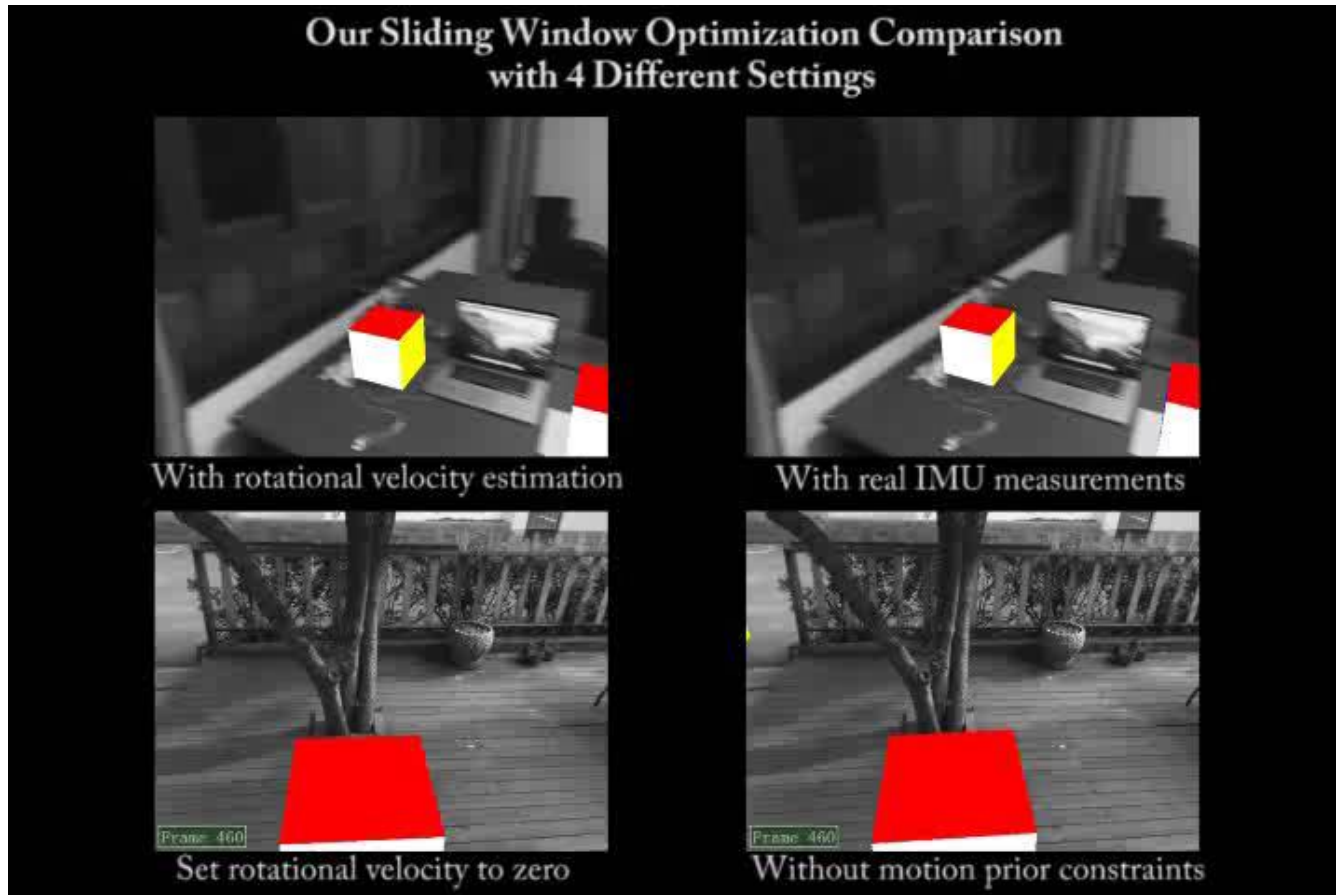 Our Sliding Window Optimization Comparison
with 4 Different Settings
With rotational velocity estimation
With real IMU measurements
Frame 460
Frame 460
Set rotational velocity to zero
Without motion prior constraints